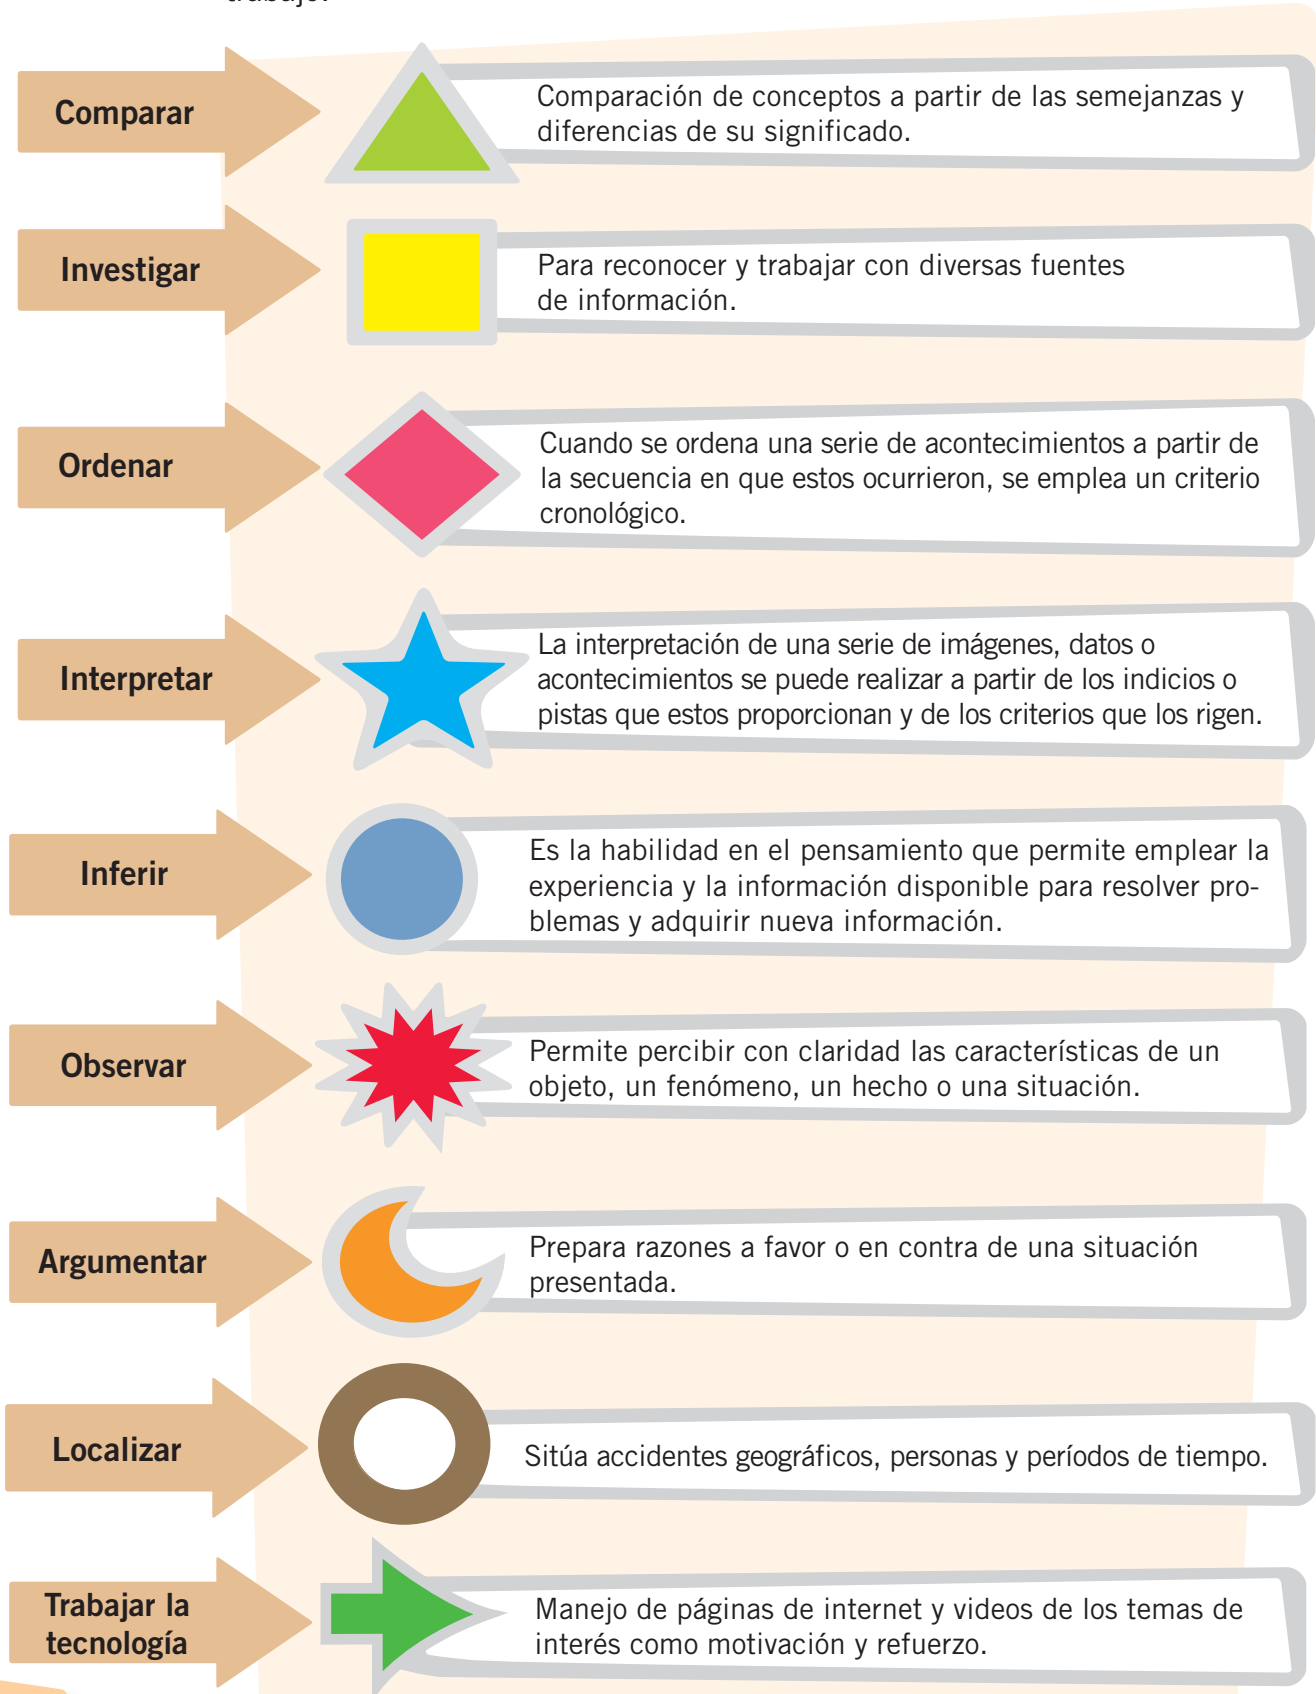 trabajo.
Comparar
Comparación de conceptos a partir de las semejanzas y
diferencias de su significado.
Investigar
Para reconocer y trabajar con diversas fuentes
de información.
Ordenar
Cuando se ordena una serie de acontecimientos a partir de
la secuencia en que estos ocurrieron, se emplea un criterio
cronológico.
Interpretar
La interpretación de una serie de imágenes, datos o
acontecimientos se puede realizar a partir de los indicios o
pistas que estos proporcionan y de los criterios que los rigen.
Inferir
Es la habilidad en el pensamiento que permite emplear la
experiencia y la información disponible para resolver pro-
blemas y adquirir nueva información.
Observar
Permite percibir con claridad las características de un
objeto, un fenómeno, un hecho o una situación.
Argumentar
Prepara razones a favor o en contra de una situación
presentada.
Localizar
Sitúa accidentes geográficos, personas y períodos de tiempo.
Trabajar la
tecnología
Manejo de páginas de internet y videos de los temas de
interés como motivación y refuerzo.